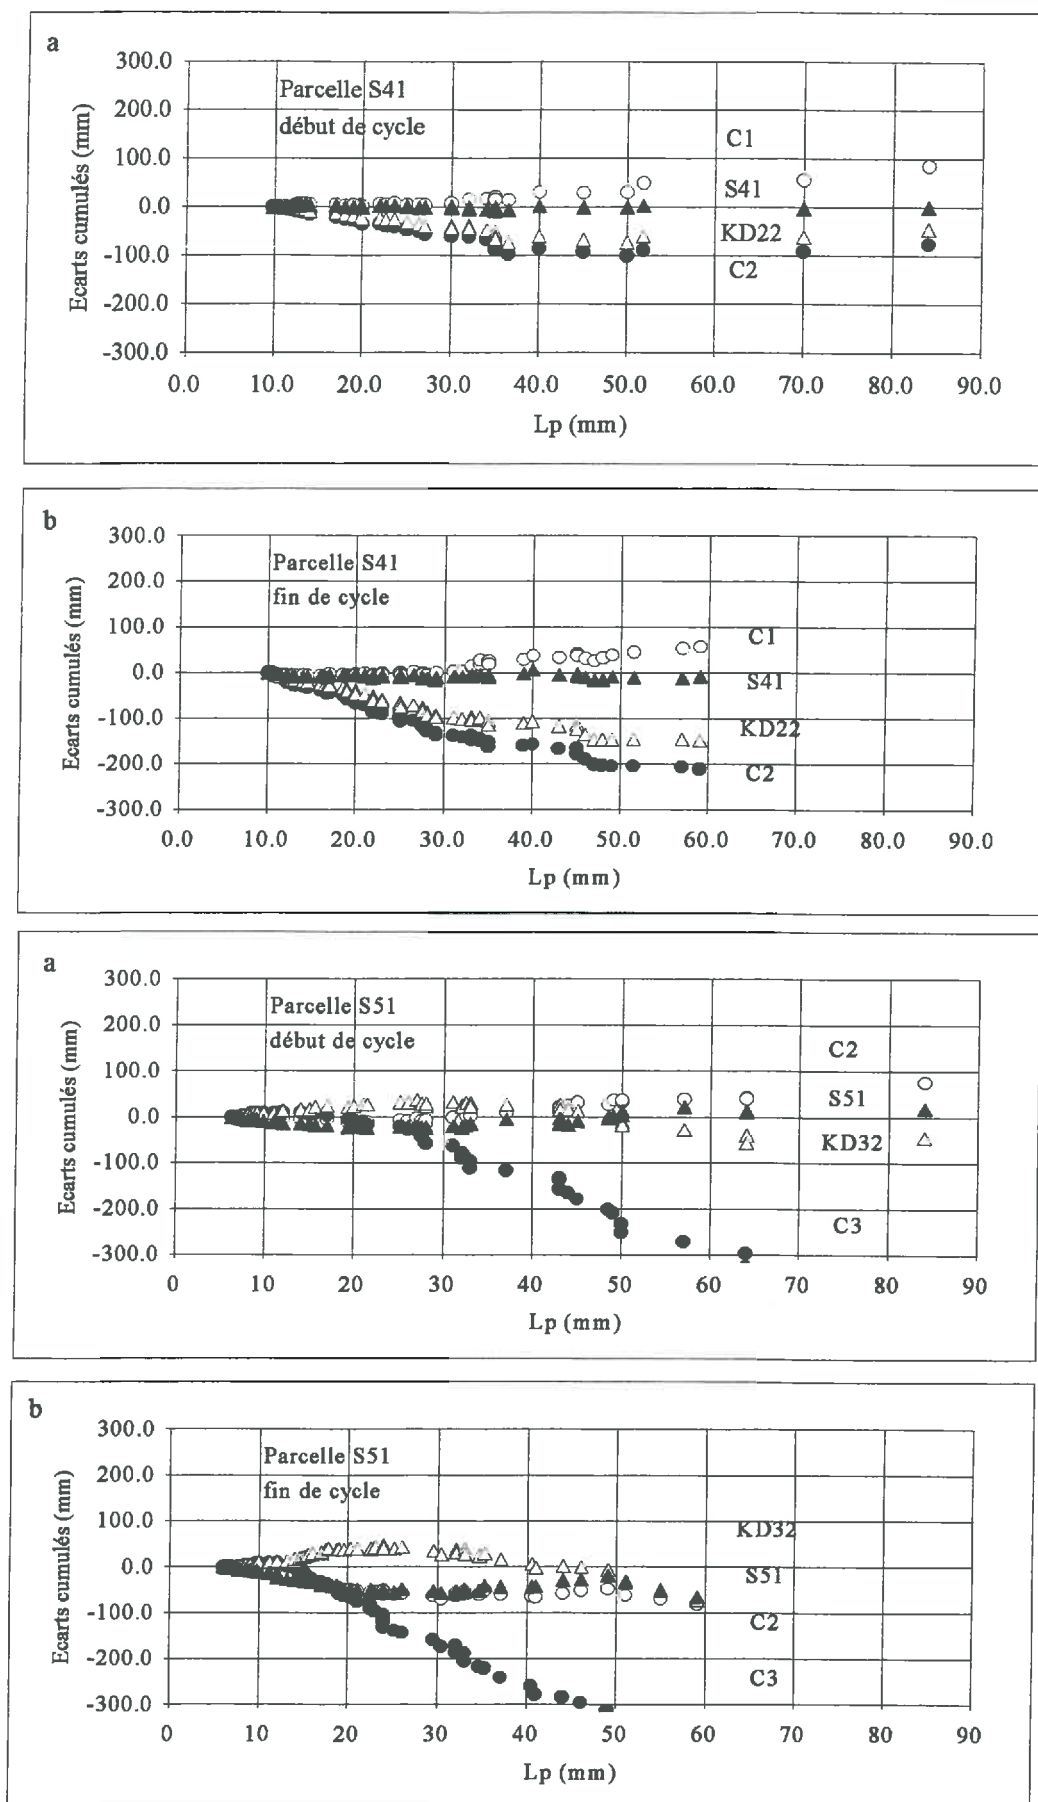 a
300.0
200.0
100.0
0.0
-100.0
-200.0
-300.0
Ecarts cumulés (mm)
Parcelle S41
début de cycle
C1
S41
KD22
C2
0.0 10.0 20.0 30.0 40.0 50.0 60.0 70.0 80.0 90.0
Lp (mm)
b
300.0
200.0
100.0
0.0
-100.0
-200.0
-300.0
Ecarts cumulés (mm)
Parcelle S41
fin de cycle
C1
S41
KD22
C2
0.0 10.0 20.0 30.0 40.0 50.0 60.0 70.0 80.0 90.0
Lp (mm)
a
300.0
200.0
100.0
0.0
-100.0
-200.0
-300.0
Ecarts cumulés (mm)
Parcelle S51
début de cycle
C2
S51
KD32
C3
0 10 20 30 40 50 60 70 80 90
Lp (mm)
b
300.0
200.0
100.0
0.0
-100.0
-200.0
-300.0
Ecarts cumulés (mm)
Parcelle S51
fin de cycle
KD32
S51
C2
C3
0 10 20 30 40 50 60 70 80 90
Lp (mm)